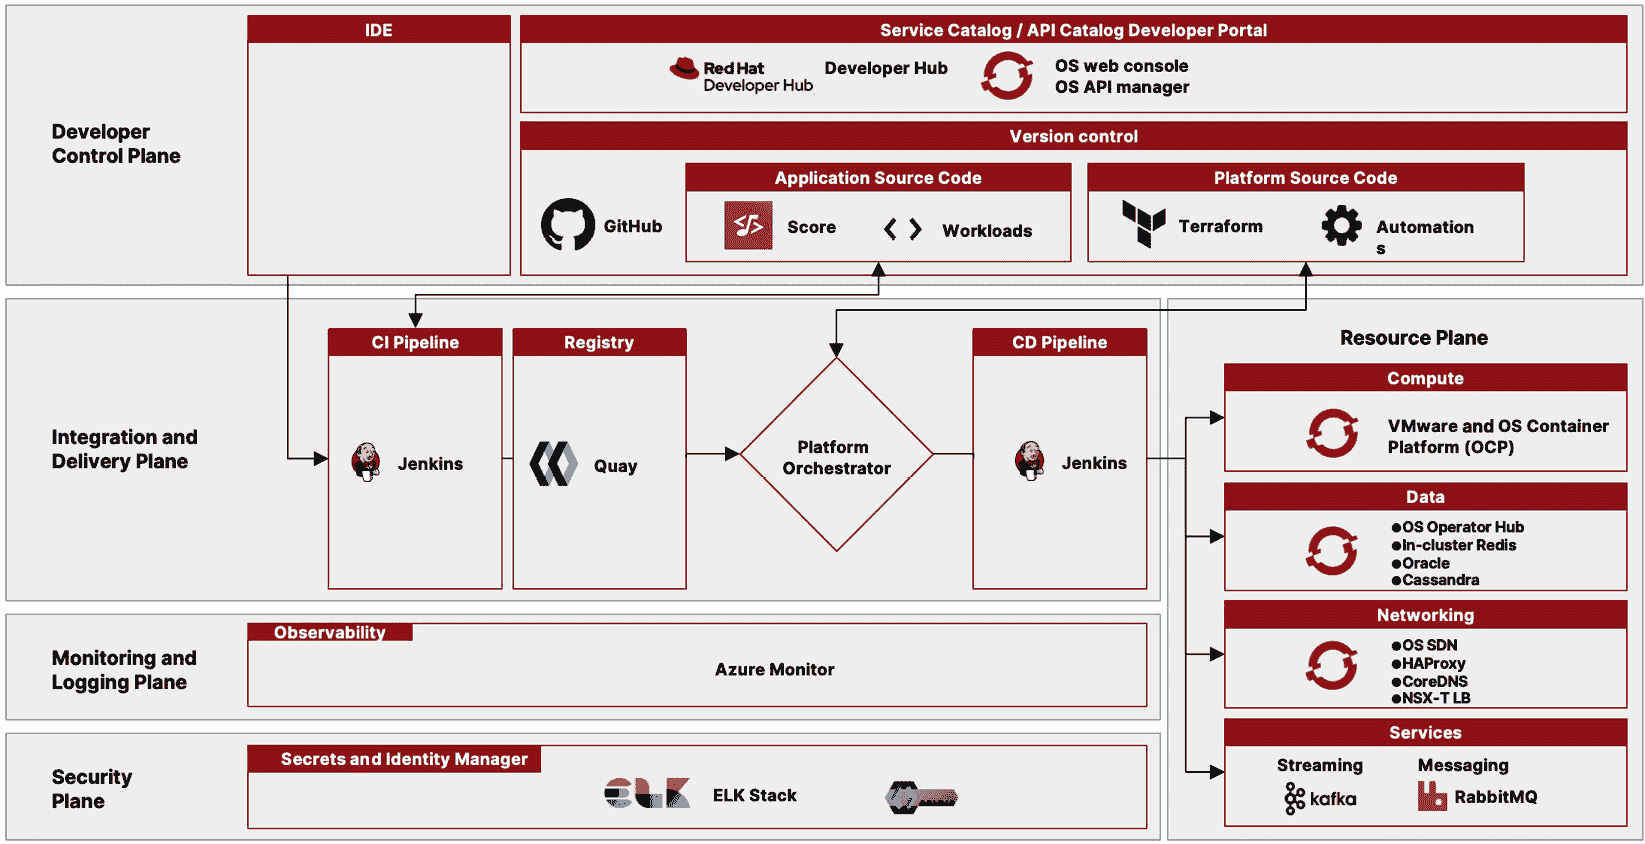 IDE
Service Catalog / API Catalog Developer Portal
Red Hat
Developer Hub
Developer Hub
OS web console
OS API manager
Developer
Control Plane
Version control
Application Source Code
Platform Source Code
GitHub
Score
Workloads
Terraform
Automation
s
Integration and
Delivery Plane
CI Pipeline
Jenkins
Registry
Quay
Platform
Orchestrator
CD Pipeline
Jenkins
Resource Plane
Compute
VMware and OS Container
Platform (OCP)
Data
●OS Operator Hub
●In-cluster Redis
●Oracle
●Cassandra
Networking
●OS SDN
●HAProxy
●CoreDNS
●NSX-T LB
Services
Streaming
kafka
Messaging
RabbitMQ
Monitoring and
Logging Plane
Observability
Azure Monitor
Security
Plane
Secrets and Identity Manager
ELK
ELK Stack